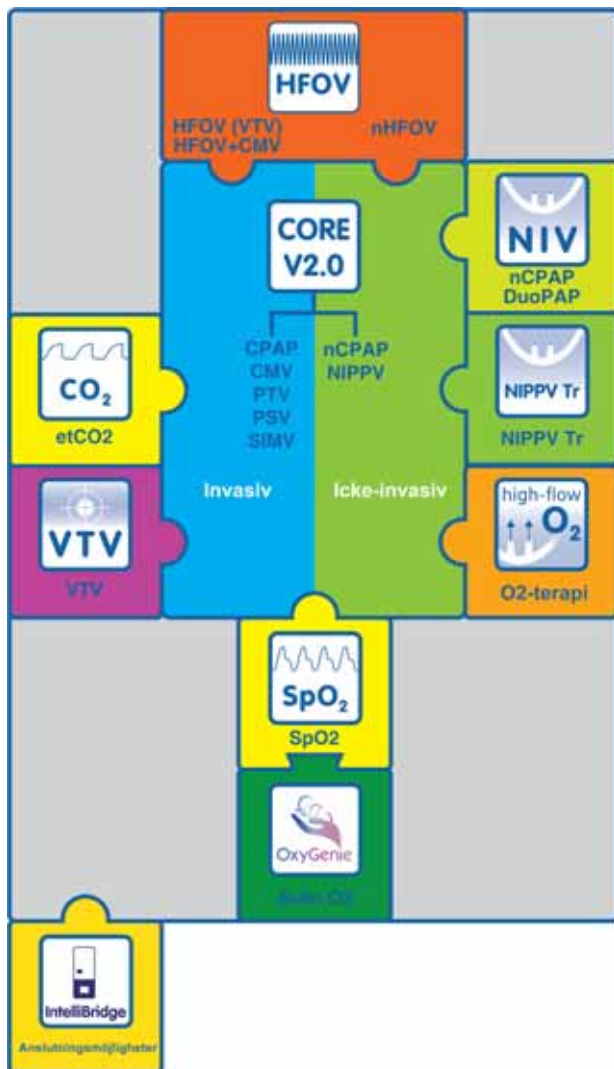 HFOV
HFOV (VTV)
HFOV+CMV
nHFOV
CORE
V2.0
CPAP
CMV
PTV
PSV
SIMV
nCPAP
NIPPV
Invasiv
Icke-invasiv
NIV
nCPAP
DuoPAP
CO₂
etCO2
NIPPV Tr
NIPPV Tr
VTV
VTV
high-flow
O₂
O2-terapi
SpO₂
SpO2
OxyGenie
Auto-O2
IntelliBridge
Anslutningsmöjligheter